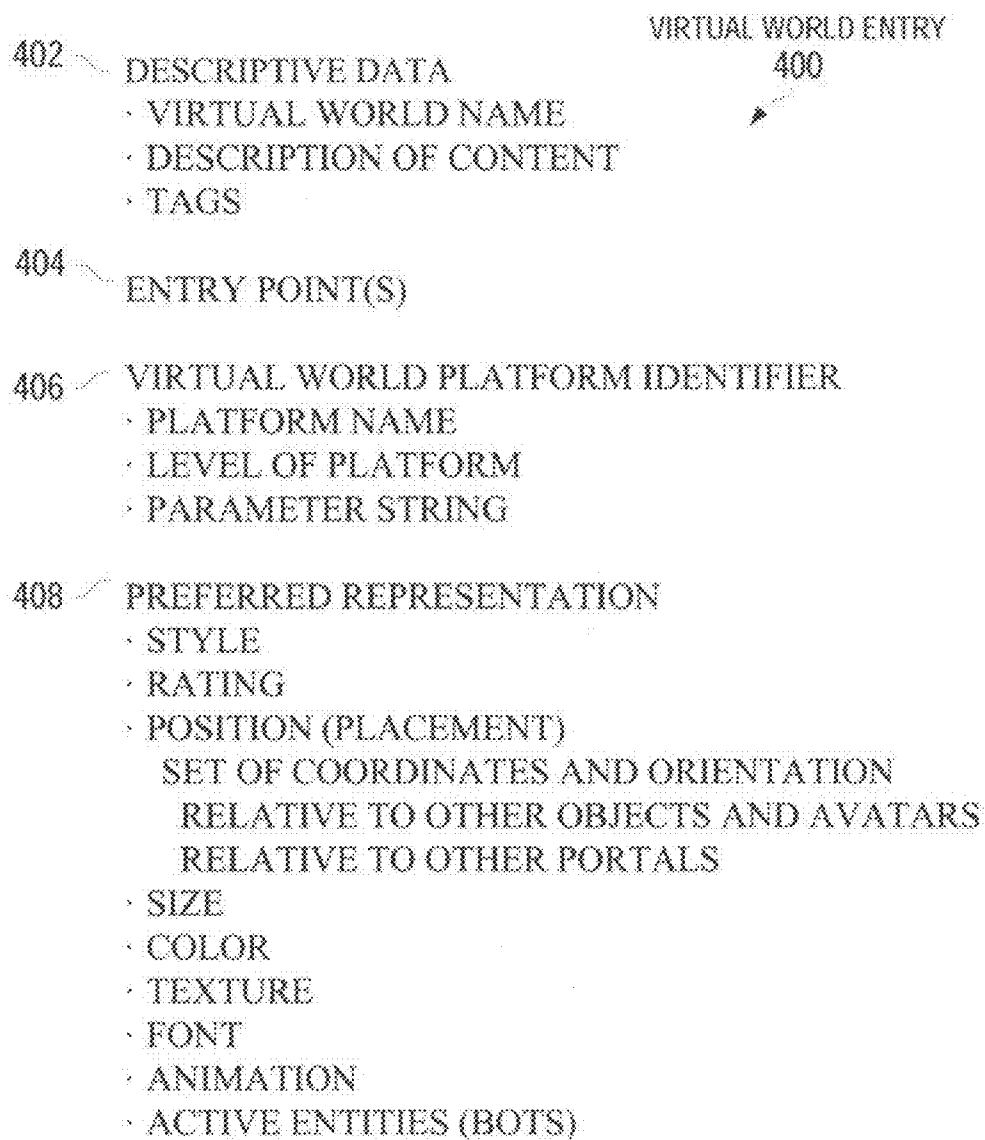 VIRTUAL WORLD ENTRY
400
402 DESCRIPTIVE DATA
· VIRTUAL WORLD NAME
· DESCRIPTION OF CONTENT
· TAGS
404 ENTRY POINT(S)
406 VIRTUAL WORLD PLATFORM IDENTIFIER
· PLATFORM NAME
· LEVEL OF PLATFORM
· PARAMETER STRING
408 PREFERRED REPRESENTATION
· STYLE
· RATING
· POSITION (PLACEMENT)
SET OF COORDINATES AND ORIENTATION
RELATIVE TO OTHER OBJECTS AND AVATARS
RELATIVE TO OTHER PORTALS
· SIZE
· COLOR
· TEXTURE
· FONT
· ANIMATION
· ACTIVE ENTITIES (BOTS)